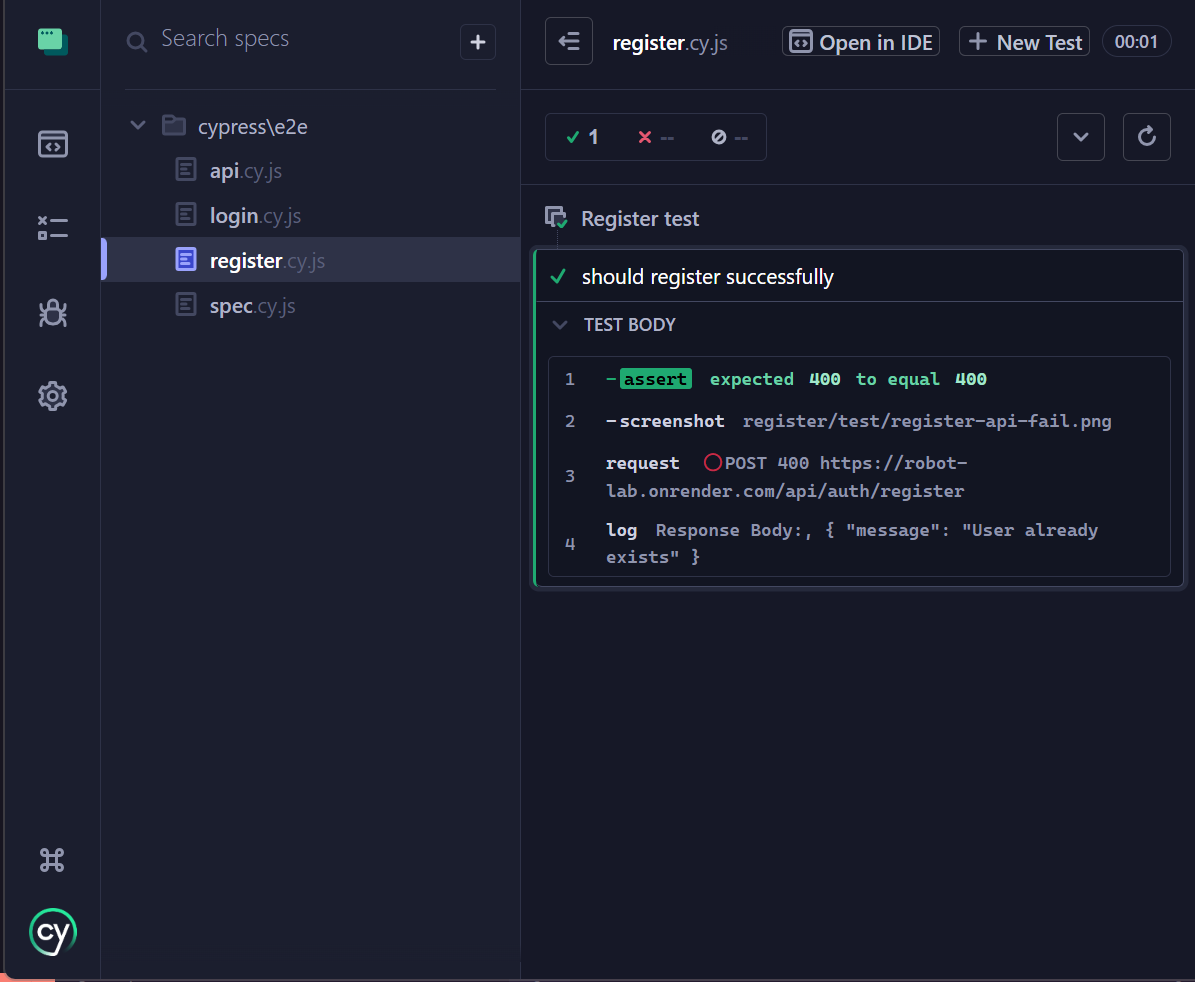 Search specs
+
cypress\e2e
api.cy.js
login.cy.js
register.cy.js
spec.cy.js
cy
register.cy.js
Open in IDE
+ New Test
00:01
1
--
--
Register test
should register successfully
TEST BODY
1 -assert expected 400 to equal 400
2 -screenshot register/test/register-api-fail.png
3 request POST 400 https://robot-
lab.onrender.com/api/auth/register
4 log Response Body:, { "message": "User already
exists" }